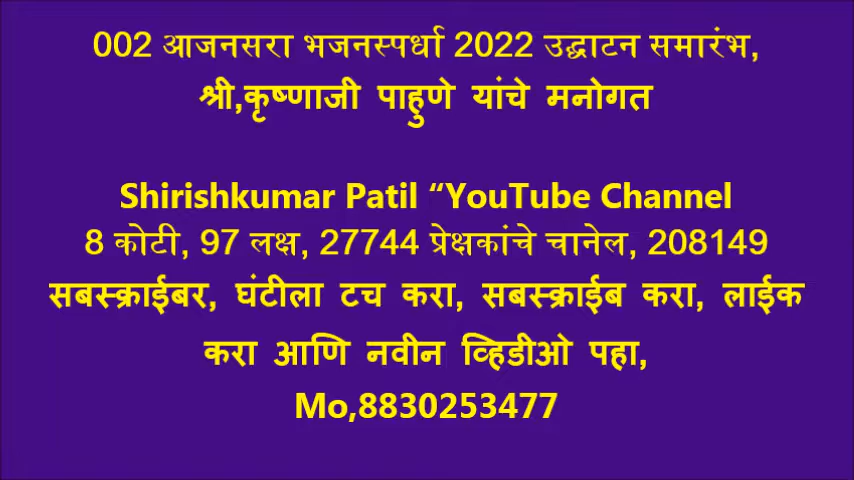 002 आजनसरा भजनस्पर्धा 2022 उद्घाटन समारंभ,
श्री,कृष्णाजी पाहुणे यांचे मनोगत
Shirishkumar Patil “YouTube Channel
8 कोटी, 97 लक्ष, 27744 प्रेक्षकांचे चानेल, 208149
सबस्क्राईबर, घंटीला टच करा, सबस्क्राईब करा, लाईक
करा आणि नवीन व्हिडीओ पहा,
Mo,8830253477